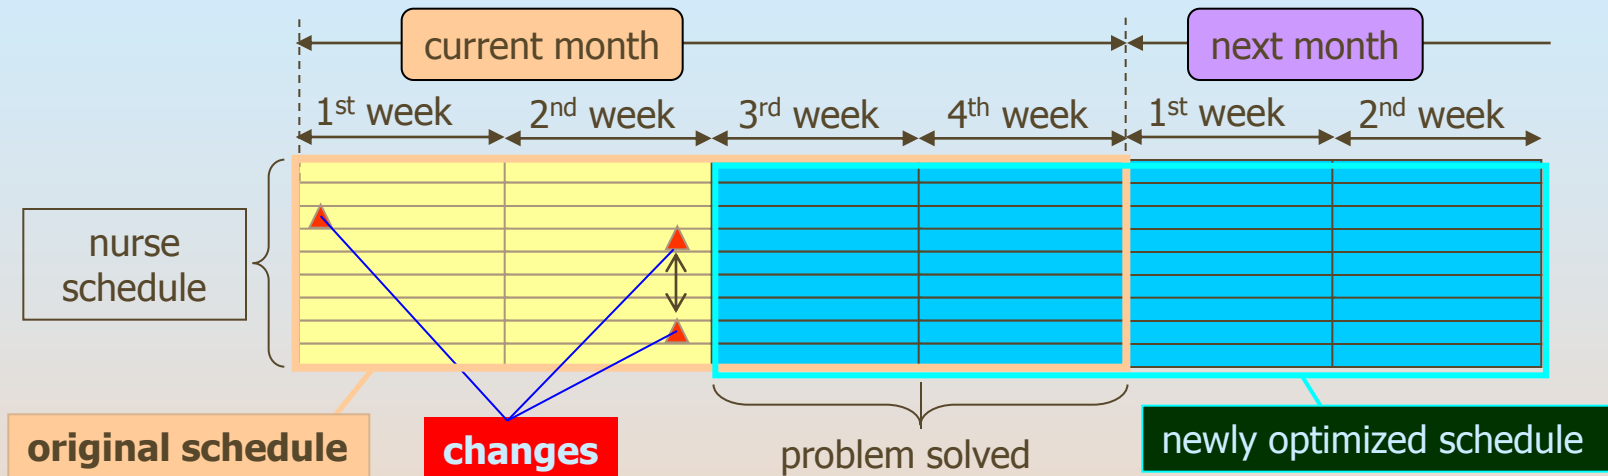 current month
next month
1st week
2nd week
3rd week
4th week
1st week
2nd week
nurse
schedule
original schedule
changes
problem solved
newly optimized schedule